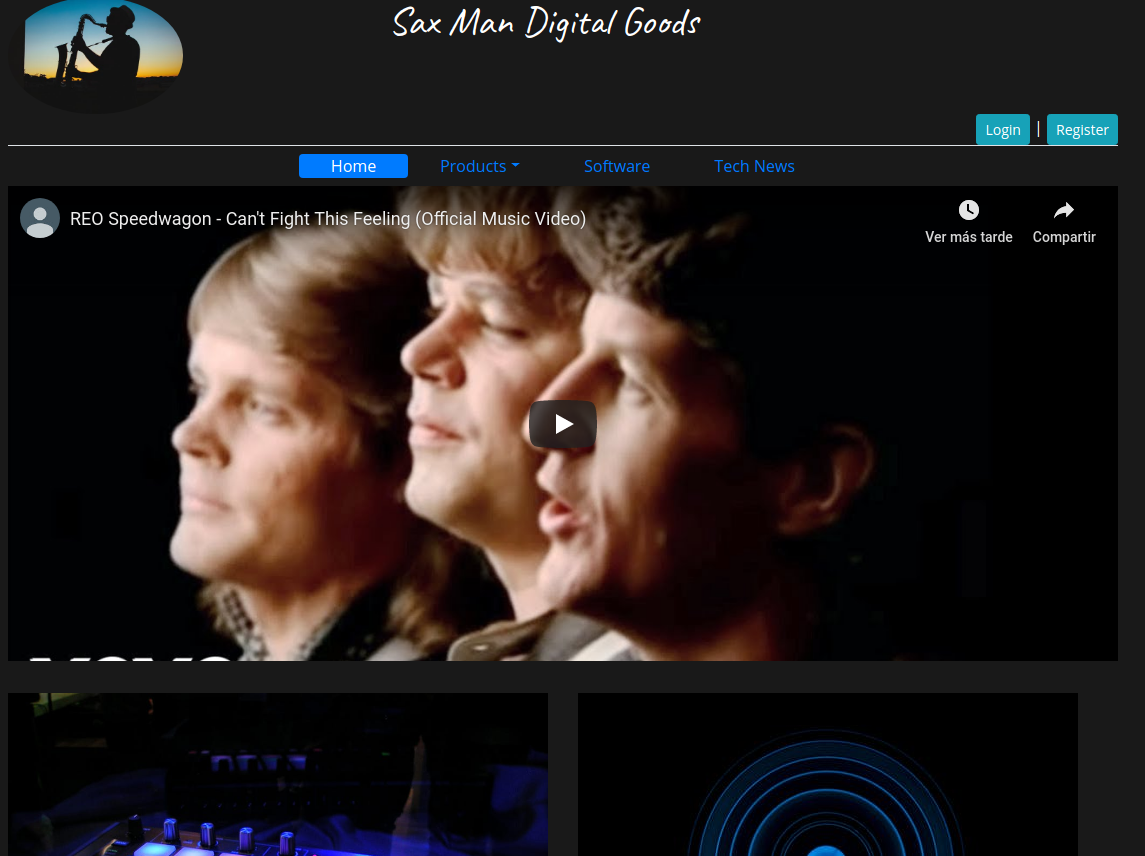 Sax Man Digital Goods
Login | Register
Home Products Software Tech News
REO Speedwagon - Can't Fight This Feeling (Official Music Video)
Ver más tarde Compartir